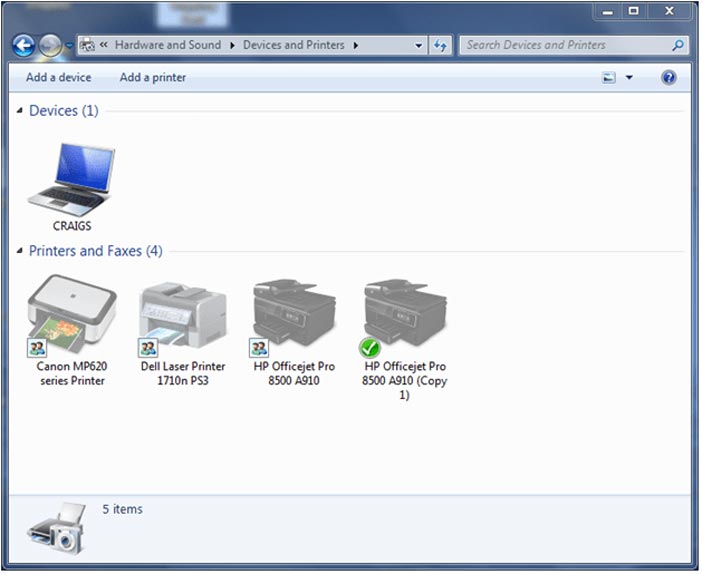 « Hardware and Sound ▸ Devices and Printers ▸
Search Devices and Printers
Add a device Add a printer
Devices (1)
CRAIGS
Printers and Faxes (4)
Canon MP620
series Printer
Dell Laser Printer
1710n PS3
HP Officejet Pro
8500 A910
HP Officejet Pro
8500 A910 (Copy
1)
5 items